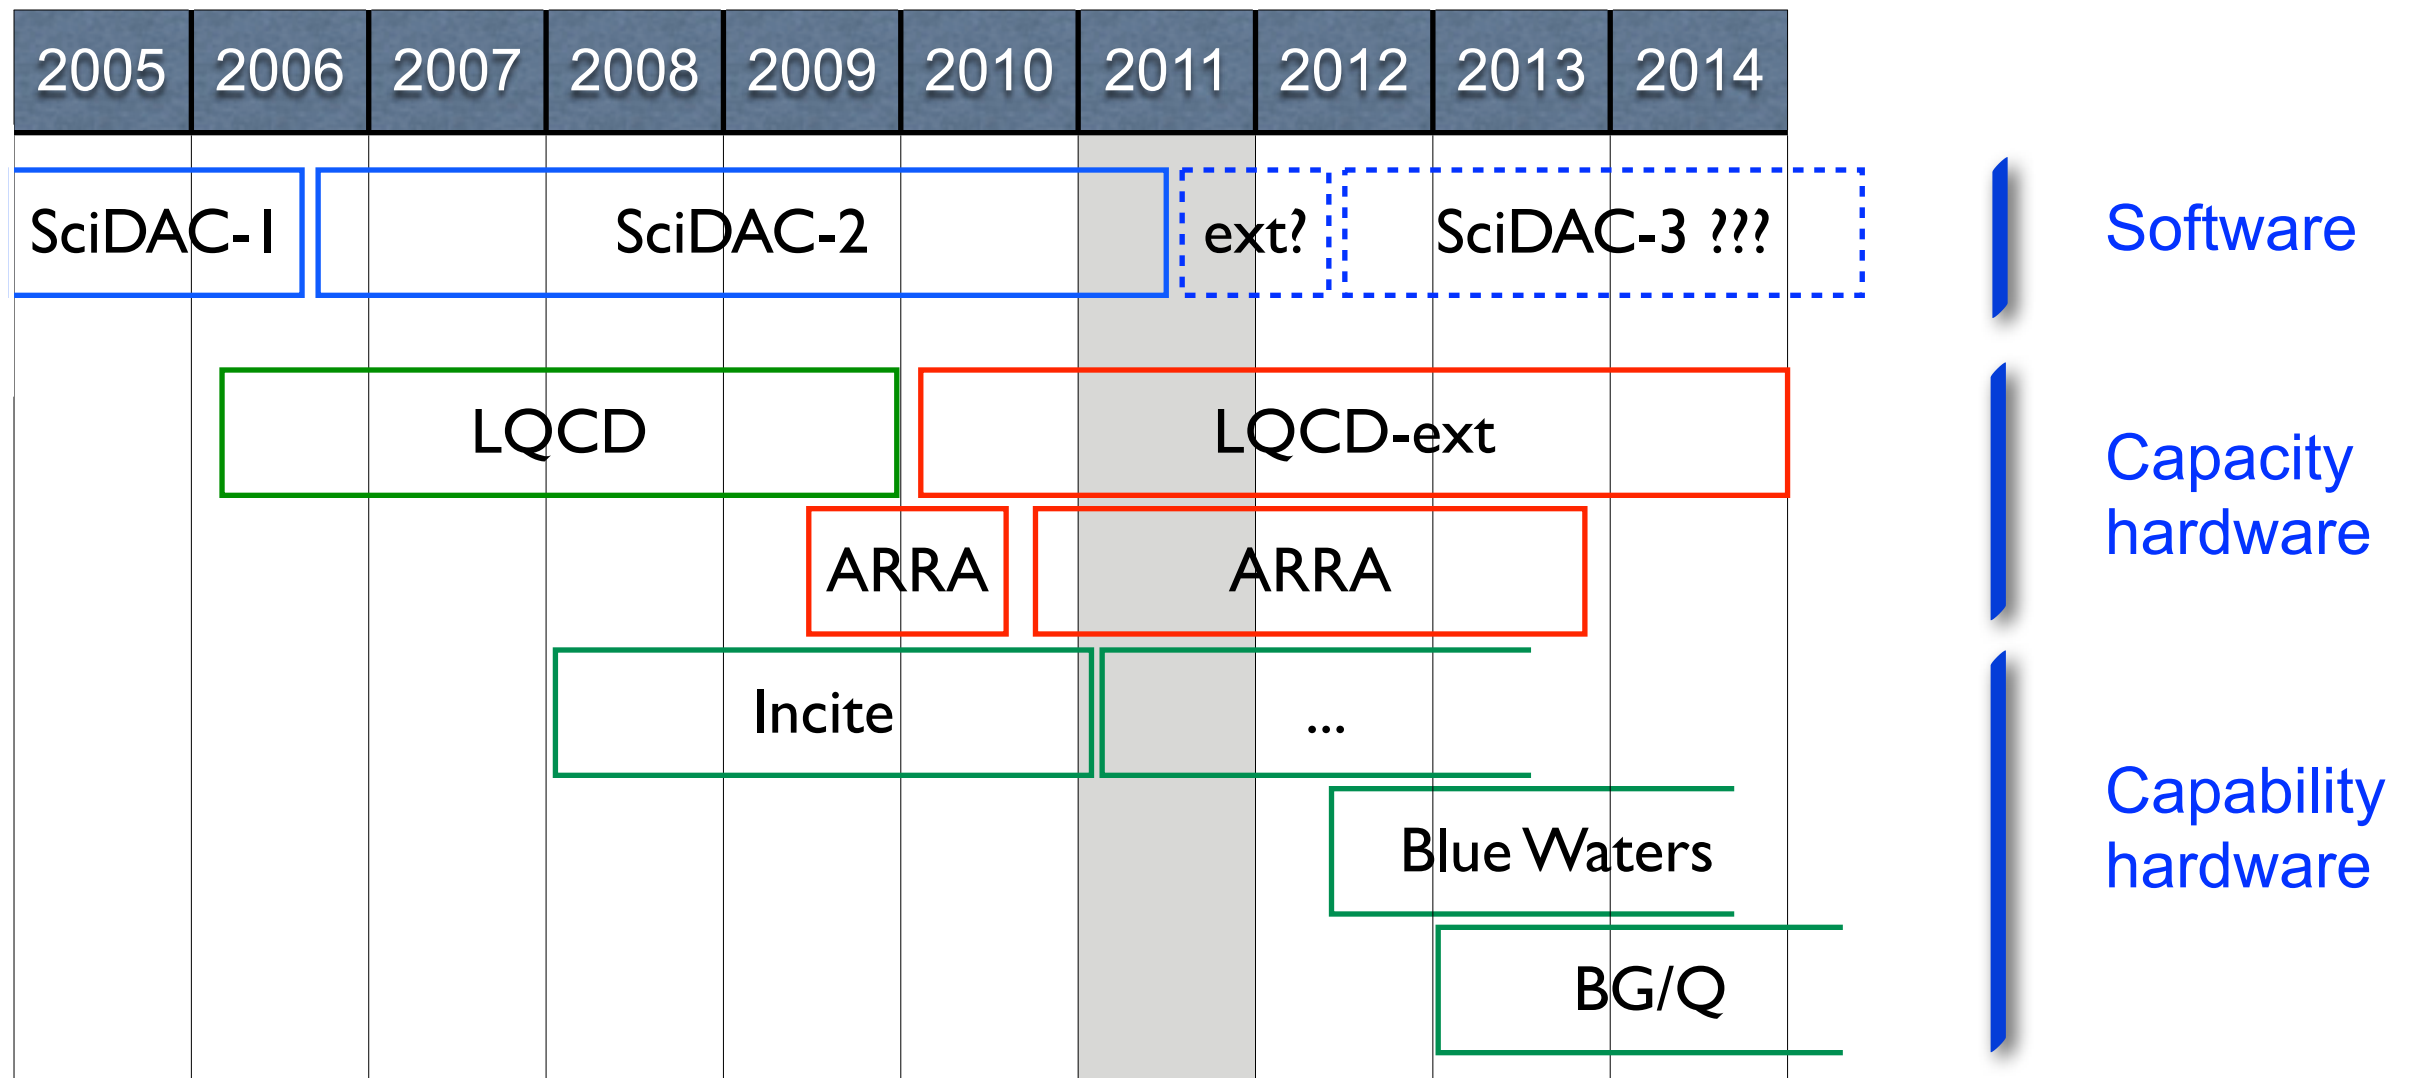 2005 2006 2007 2008 2009 2010 2011 2012 2013 2014
SciDAC-1 SciDAC-2 ext? SciDAC-3 ???
Software
LQCD LQCD-ext
Capacity
hardware
ARRA ARRA
Incite ...
Capability
hardware
Blue Waters
BG/Q